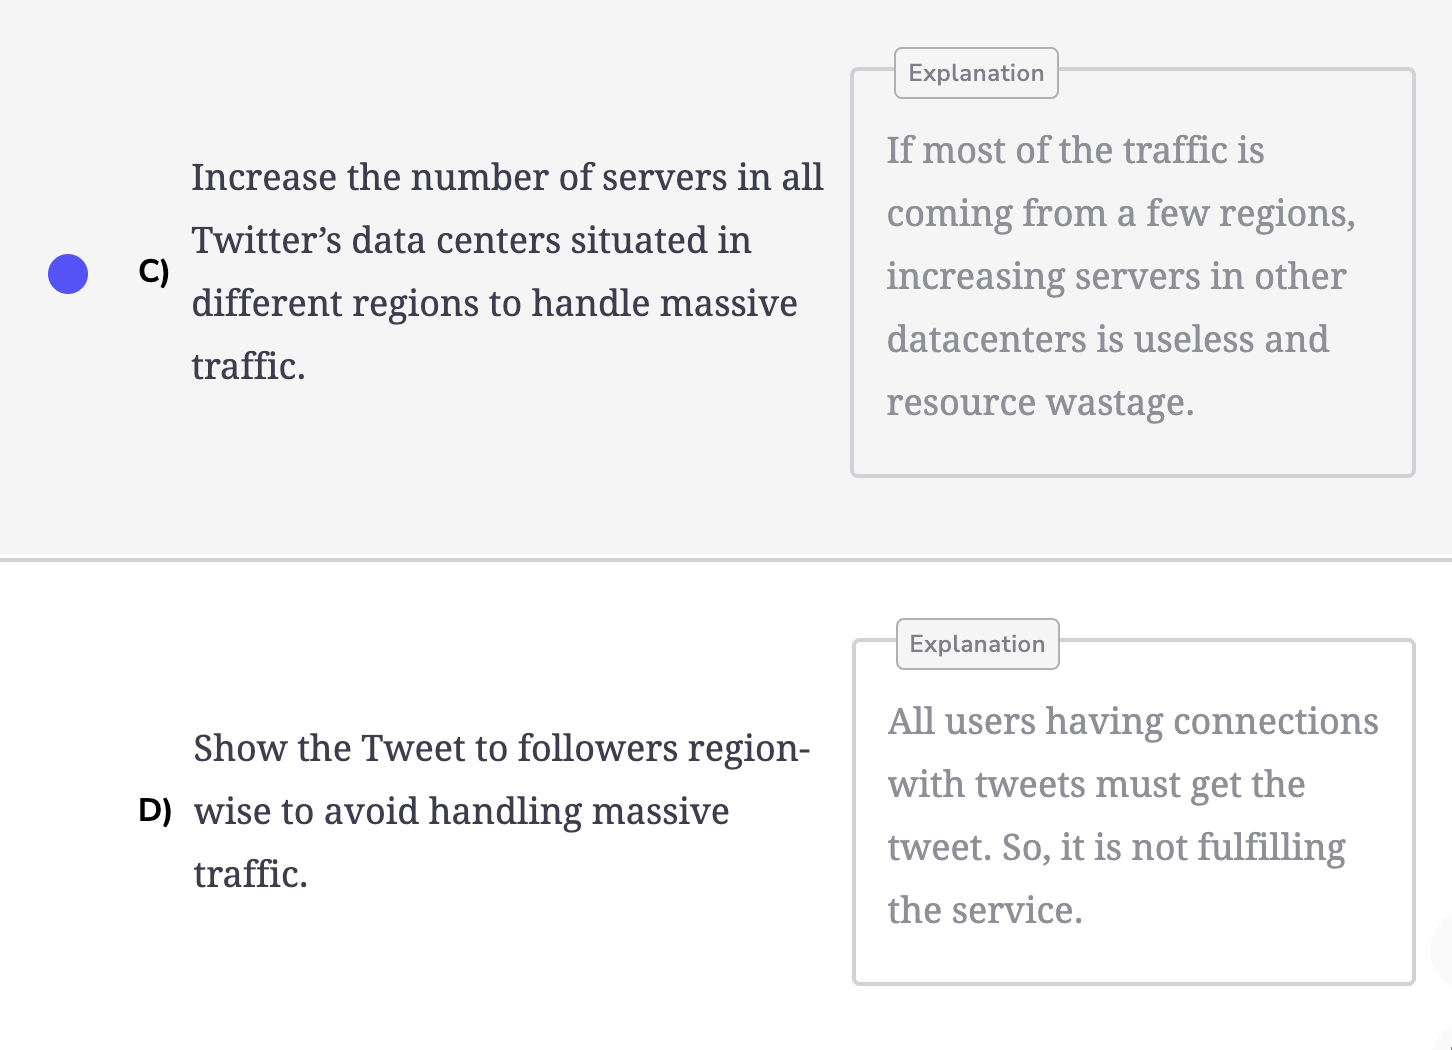 Explanation
If most of the traffic is
coming from a few regions,
increasing servers in other
datacenters is useless and
resource wastage.
C)
Increase the number of servers in all
Twitter’s data centers situated in
different regions to handle massive
traffic.
Explanation
All users having connections
with tweets must get the
tweet. So, it is not fulfilling
the service.
D)
Show the Tweet to followers region-
wise to avoid handling massive
traffic.